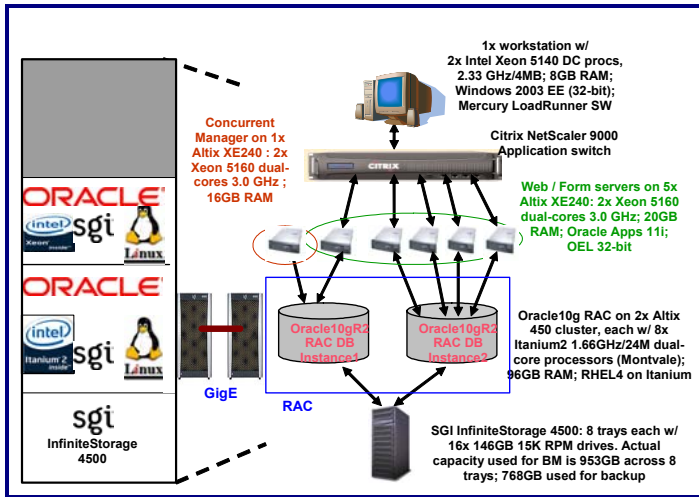 1x workstation w/
2x Intel Xeon 5140 DC procs,
2.33 GHz/4MB; 8GB RAM;
Windows 2003 EE (32-bit);
Mercury LoadRunner SW
Concurrent
Manager on 1x
Altix XE240 : 2x
Xeon 5160 dual-
cores 3.0 GHz ;
16GB RAM
Citrix NetScaler 9000
Application switch
CITRIX
Web / Form servers on 5x
Altix XE240: 2x Xeon 5160
dual-cores 3.0 GHz; 20GB
RAM; Oracle Apps 11i;
OEL 32-bit
ORACLE
intel
Xeon
inside
sgi
Linux
ORACLE
intel
Itanium 2
inside
sgi
Linux
sgi
InfiniteStorage
4500
GigE
RAC
Oracle10gR2
RAC DB
Instance1
Oracle10gR2
RAC DB
Instance2
Oracle10g RAC on 2x Altix
450 cluster, each w/ 8x
Itanium2 1.66GHz/24M dual-
core processors (Montvale);
96GB RAM; RHEL4 on Itanium
SGI InfiniteStorage 4500: 8 trays each w/
16x 146GB 15K RPM drives. Actual
capacity used for BM is 953GB across 8
trays; 768GB used for backup